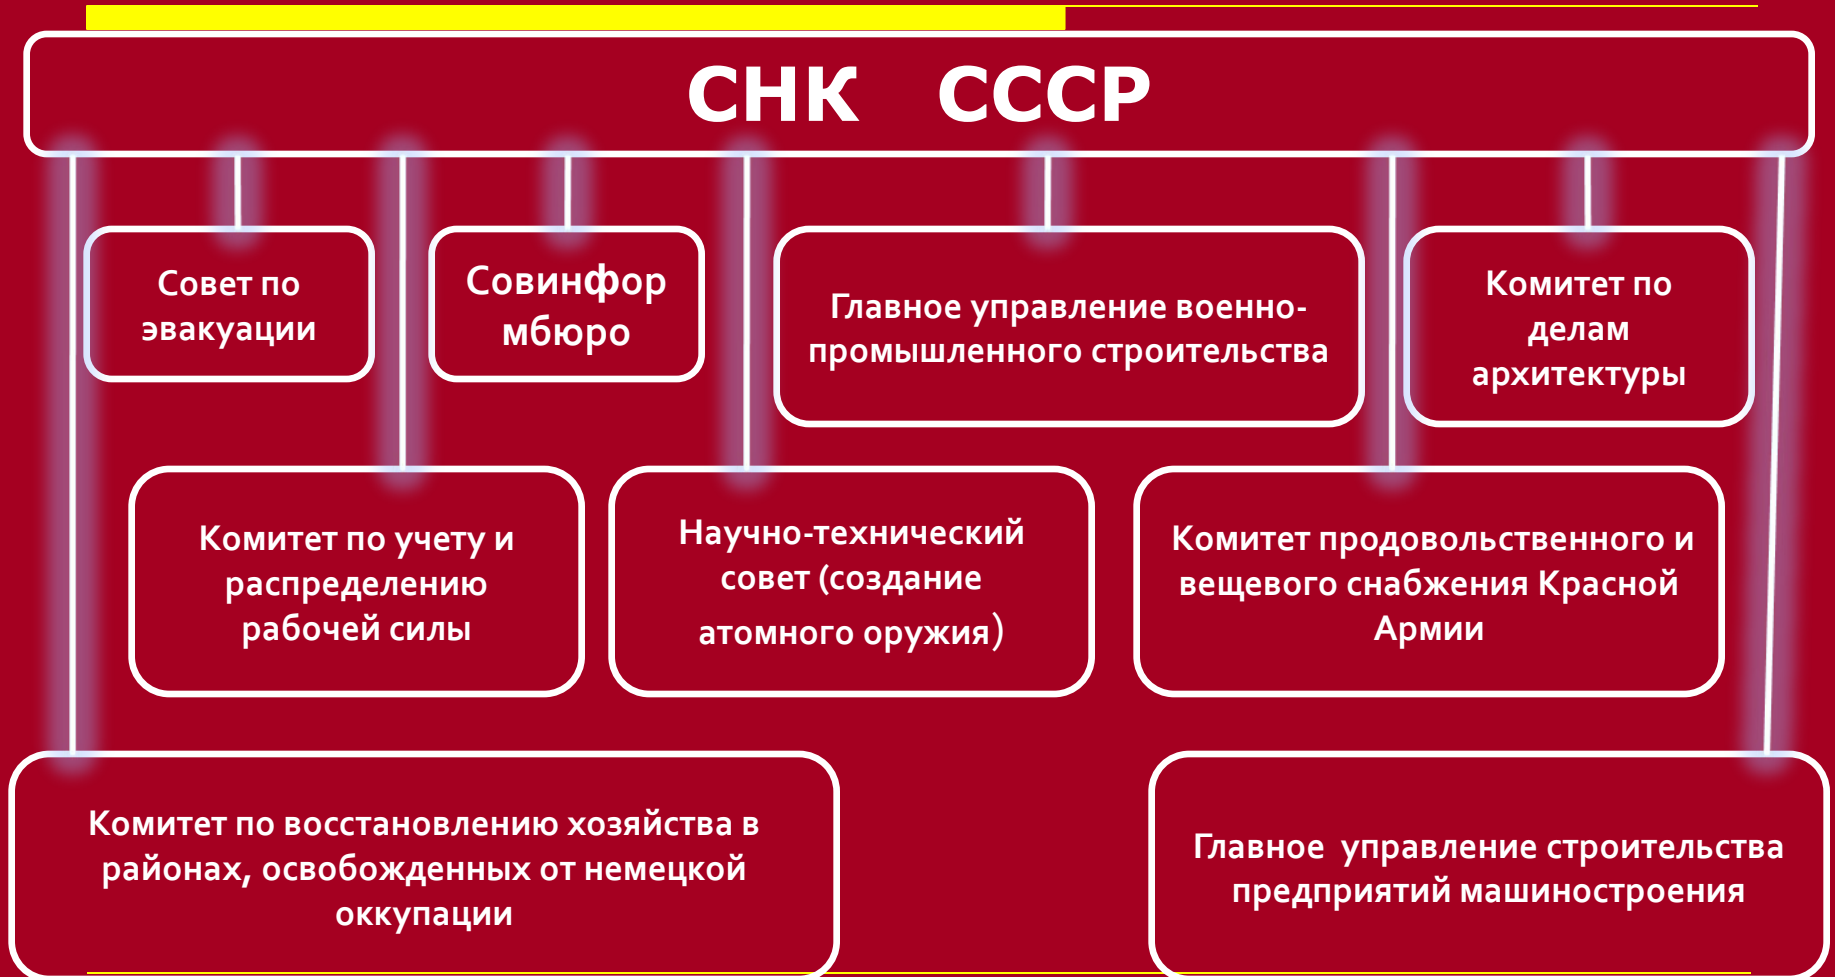 СНК СССР
Совет по
эвакуации
Совинфор
мбюро
Главное управление военно-
промышленного строительства
Комитет по
делам
архитектуры
Комитет по учету и
распределению
рабочей силы
Научно-технический
совет (создание
атомного оружия)
Комитет продовольственного и
вещевого снабжения Красной
Армии
Комитет по восстановлению хозяйства в
районах, освобожденных от немецкой
оккупации
Главное управление строительства
предприятий машиностроения